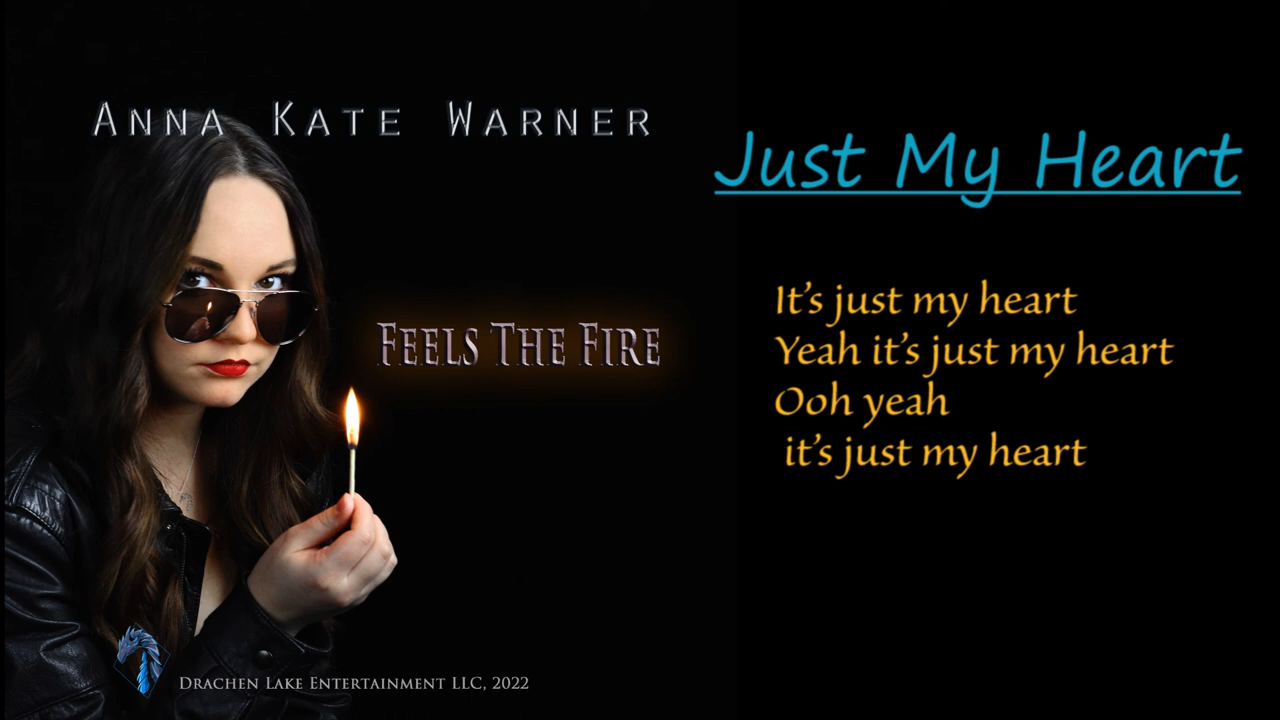 Anna Kate Warner
Feels The Fire
Drachen Lake Entertainment LLC, 2022
Just My Heart
It's just my heart
Yeah it's just my heart
Ooh yeah
it's just my heart